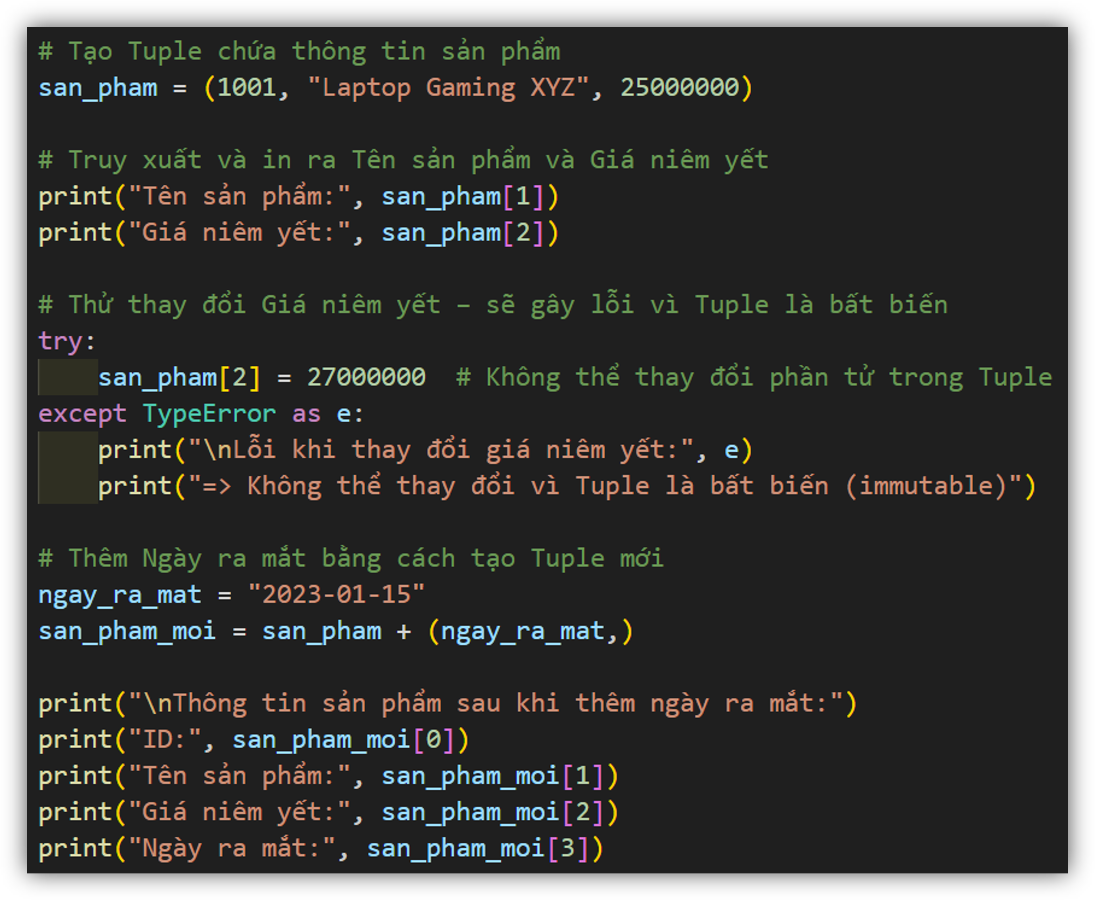 # Tạo Tuple chứa thông tin sản phẩm
san_pham = (1001, "Laptop Gaming XYZ", 25000000)
# Truy xuất và in ra Tên sản phẩm và Giá niêm yết
print("Tên sản phẩm:", san_pham[1])
print("Giá niêm yết:", san_pham[2])
# Thử thay đổi Giá niêm yết – sẽ gây lỗi vì Tuple là bất biến
try:
    san_pham[2] = 27000000  # Không thể thay đổi phần tử trong Tuple
except TypeError as e:
    print("\nLỗi khi thay đổi giá niêm yết:", e)
    print("=> Không thể thay đổi vì Tuple là bất biến (immutable)")
# Thêm Ngày ra mắt bằng cách tạo Tuple mới
ngay_ra_mat = "2023-01-15"
san_pham_moi = san_pham + (ngay_ra_mat,)
print("\nThông tin sản phẩm sau khi thêm ngày ra mắt:")
print("ID:", san_pham_moi[0])
print("Tên sản phẩm:", san_pham_moi[1])
print("Giá niêm yết:", san_pham_moi[2])
print("Ngày ra mắt:", san_pham_moi[3])